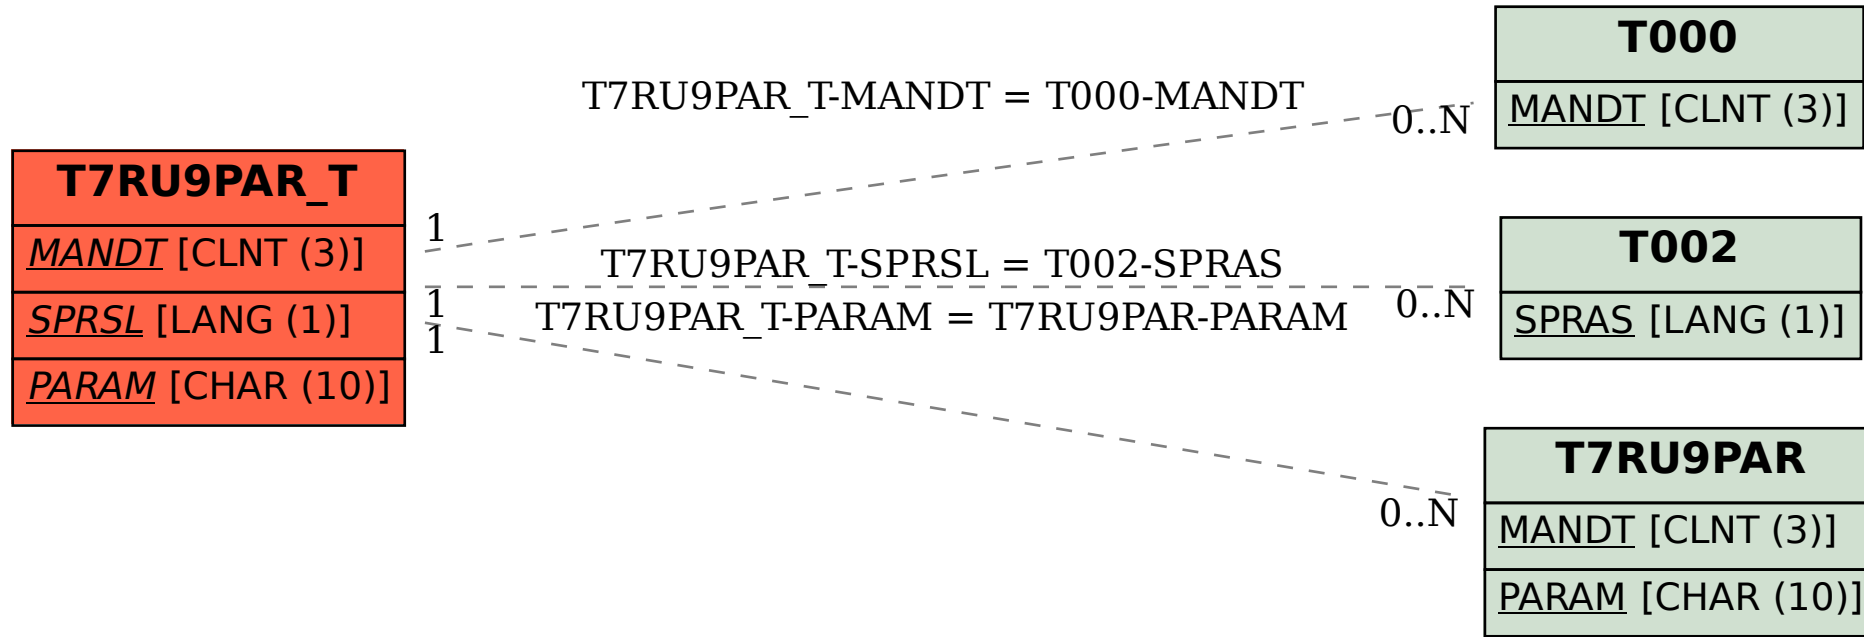 T7RU9PAR_T
MANDT [CLNT (3)]
SPRSL [LANG (1)]
PARAM [CHAR (10)]
T7RU9PAR_T-MANDT = T000-MANDT
1
0..N
T7RU9PAR_T-SPRSL = T002-SPRAS
1
0..N
T7RU9PAR_T-PARAM = T7RU9PAR-PARAM
1
0..N
T000
MANDT [CLNT (3)]
T002
SPRAS [LANG (1)]
T7RU9PAR
MANDT [CLNT (3)]
PARAM [CHAR (10)]